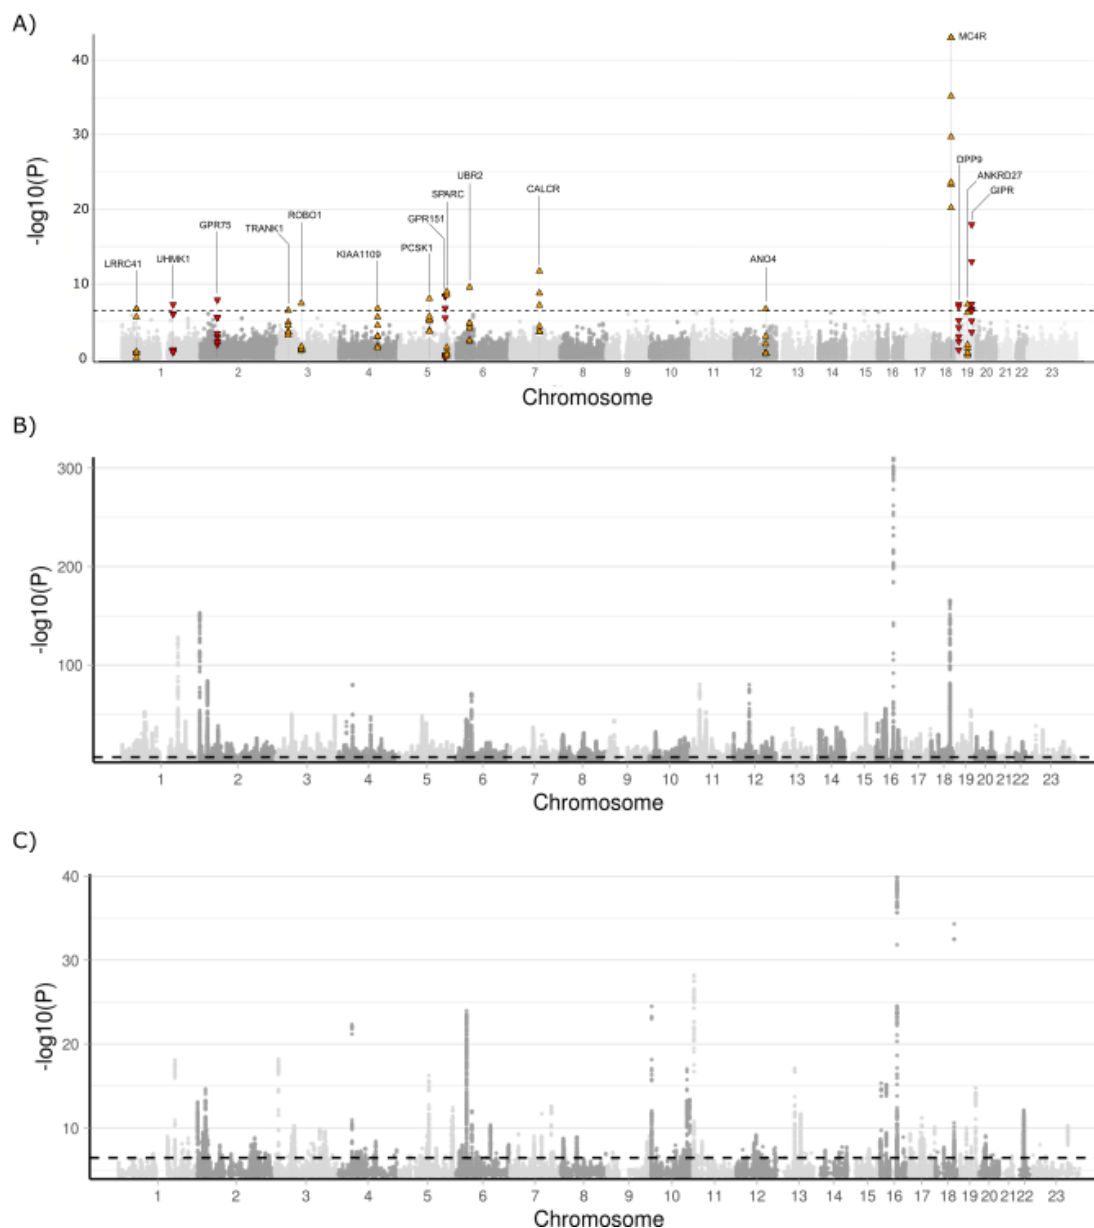 A)
40
30
20
10
0
-log10(P)
MC4R
DPP9
ANKRD27
GIPR
UBR2
CALCR
SPARC
GPR151
PCSK1
ROBO1
TRANK1
GPR75
KIAA1109
LRRC41
UHMK1
ANO4
1 2 3 4 5 6 7 8 9 10 11 12 13 14 15 16 17 18 19 20 21 22 23
Chromosome
B)
300
200
100
-log10(P)
1 2 3 4 5 6 7 8 9 10 11 12 13 14 15 16 17 18 19 20 21 22 23
Chromosome
C)
40
30
20
10
-log10(P)
1 2 3 4 5 6 7 8 9 10 11 12 13 14 15 16 17 18 19 20 21 22 23
Chromosome